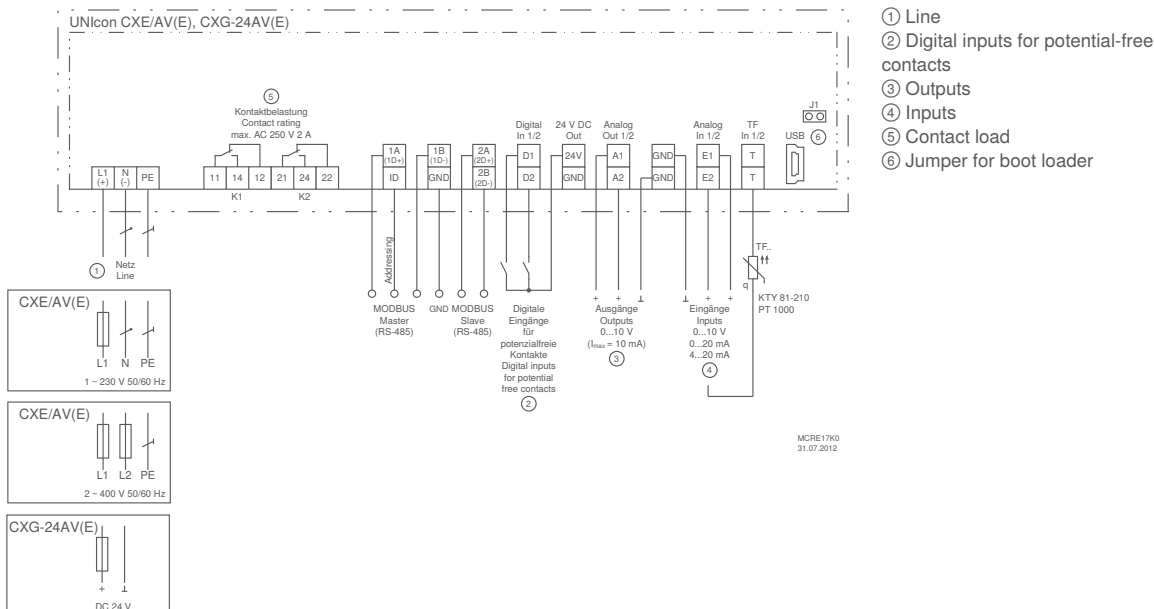 UNIcon CXE/AV(E), CXG-24AV(E)
① Line
② Digital inputs for potential-free
contacts
③ Outputs
④ Inputs
⑤ Contact load
⑥ Jumper for boot loader
⑤
Kontaktbelastung
Contact rating
max. AC 250 V 2 A
Digital
In 1/2
24 V DC
Out
Analog
Out 1/2
Analog
In 1/2
TF
In 1/2
J1
USB ⑥
L1
(+)
N
(-)
PE
11 14 12 21 24 22
K1 K2
1A
(1D+)
ID
1B
(1D-)
GND
2A
(2D+)
2B
(2D-)
D1
D2
24V
GND
A1
A2
GND
GND
E1
E2
T
T
① Netz
Line
Addressing
MODBUS
Master
(RS-485)
GND
MODBUS
Slave
(RS-485)
Digitale
Eingänge
für
potenzialfreie
Kontakte
Digital inputs
for potential
free contacts
②
+ + ⊥
Ausgänge
Outputs
0...10 V
(Imax = 10 mA)
③
⊥ + +
Eingänge
Inputs
0...10 V
0...20 mA
4...20 mA
④
TF..
q
KTY 81-210
PT 1000
MCRE17K0
31.07.2012
CXE/AV(E)
L1 N PE
1 ~ 230 V 50/60 Hz
CXE/AV(E)
L1 L2 PE
2 ~ 400 V 50/60 Hz
CXG-24AV(E)
+ ⊥
DC 24 V